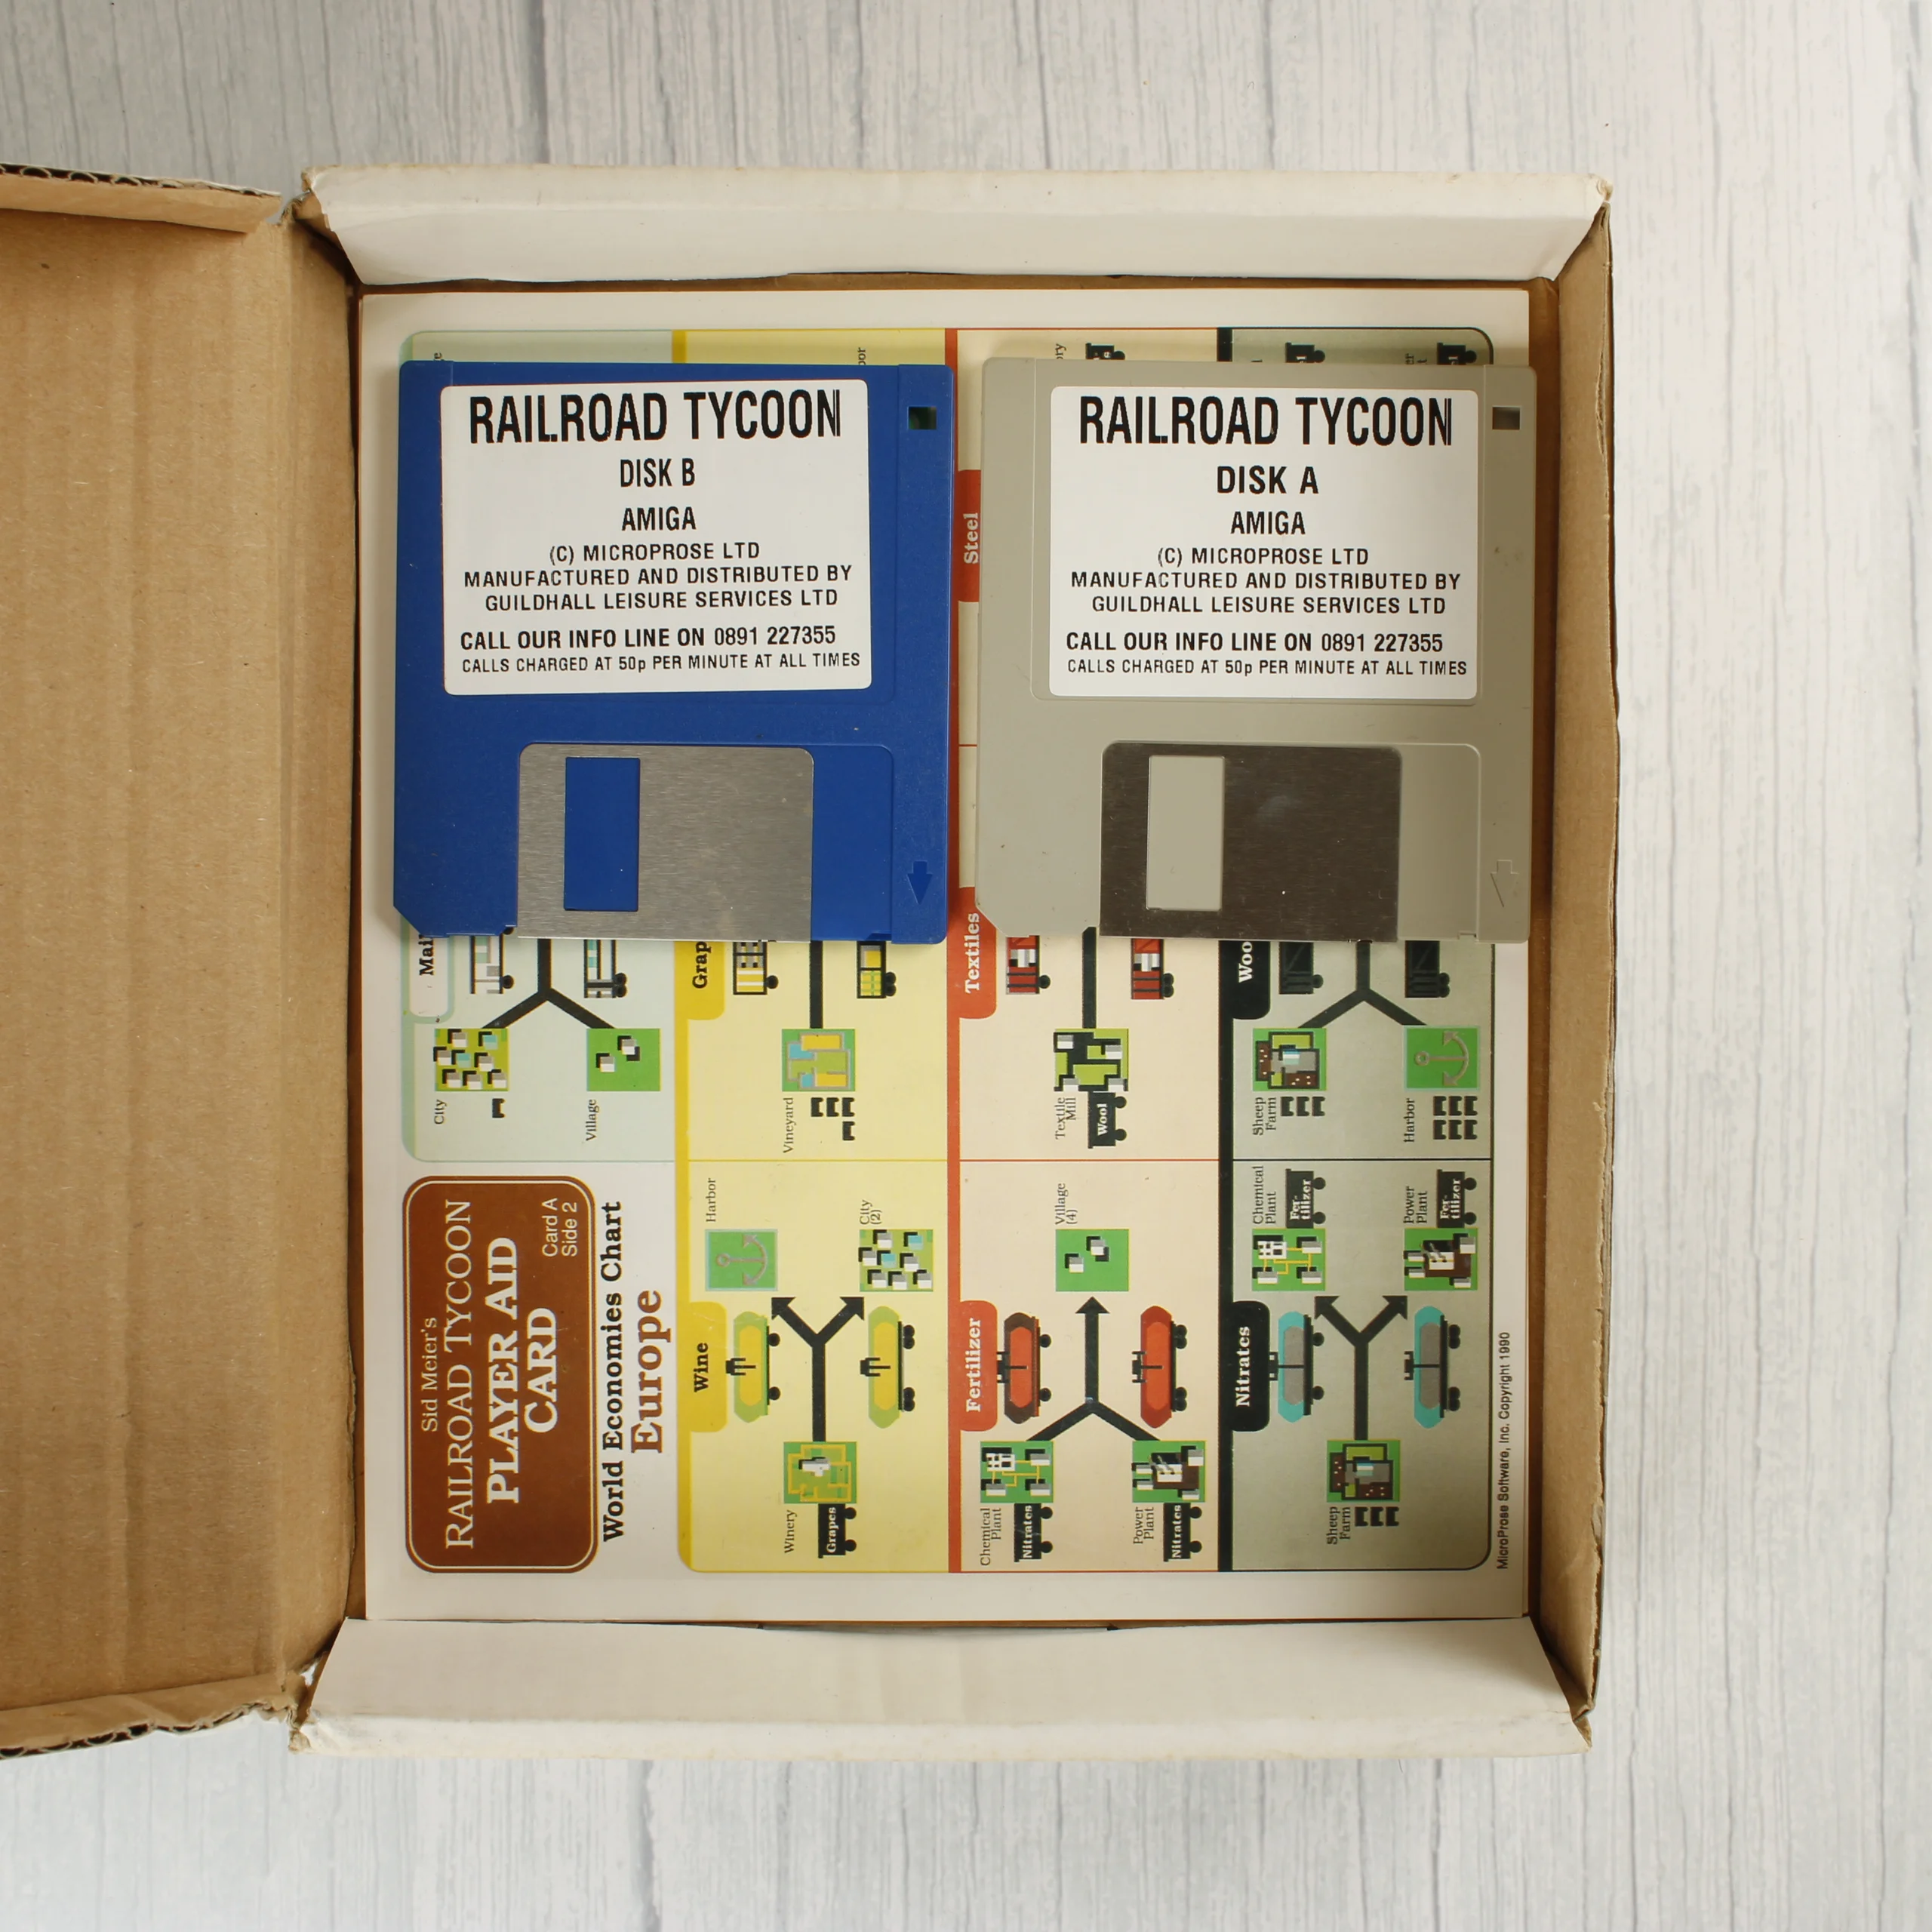 RAILROAD TYCOON
DISK B
AMIGA
(C) MICROPROSE LTD
MANUFACTURED AND DISTRIBUTED BY
GUILDHALL LEISURE SERVICES LTD
CALL OUR INFO LINE ON 0891 227355
CALLS CHARGED AT 50p PER MINUTE AT ALL TIMES
RAILROAD TYCOON
DISK A
AMIGA
(C) MICROPROSE LTD
MANUFACTURED AND DISTRIBUTED BY
GUILDHALL LEISURE SERVICES LTD
CALL OUR INFO LINE ON 0891 227355
CALLS CHARGED AT 50p PER MINUTE AT ALL TIMES
Sid Meier's
RAILROAD TYCOON
PLAYER AID
CARD
Card A
Side 2
World Economies Chart
Europe
City
Village
Vineyard
Steel
Textiles
Textile
Mill
Wool
Sheep
Farm
Harbor
Wine
Harbor
City
(2)
Winery
Grapes
Fertilizer
Village
(4)
Chemical
Plant
Nitrates
Power
Plant
Nitrates
Nitrates
Chemical
Plant
Fer-
tilizer
Power
Plant
Fer-
tilizer
Sheep
Farm
MicroProse Software, Inc. Copyright 1990